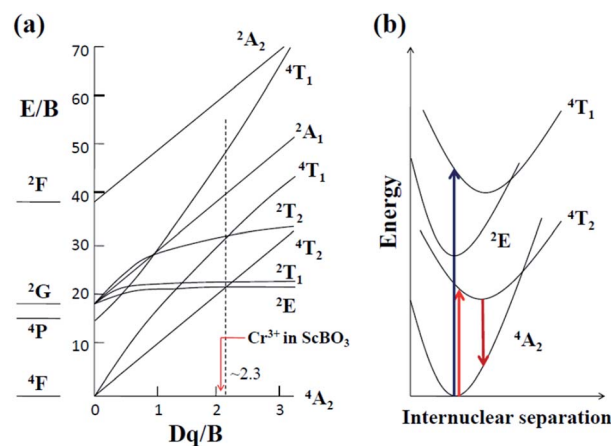 (a)
E/B
70
60
50
40
30
20
10
0
1
2
3
Dq/B
²F
²G
⁴P
⁴F
²A₂
⁴T₁
²A₁
⁴T₁
²T₂
⁴T₂
²T₁
²E
Cr³⁺ in ScBO₃
~2.3
⁴A₂
(b)
Energy
⁴T₁
²E
⁴T₂
⁴A₂
Internuclear separation